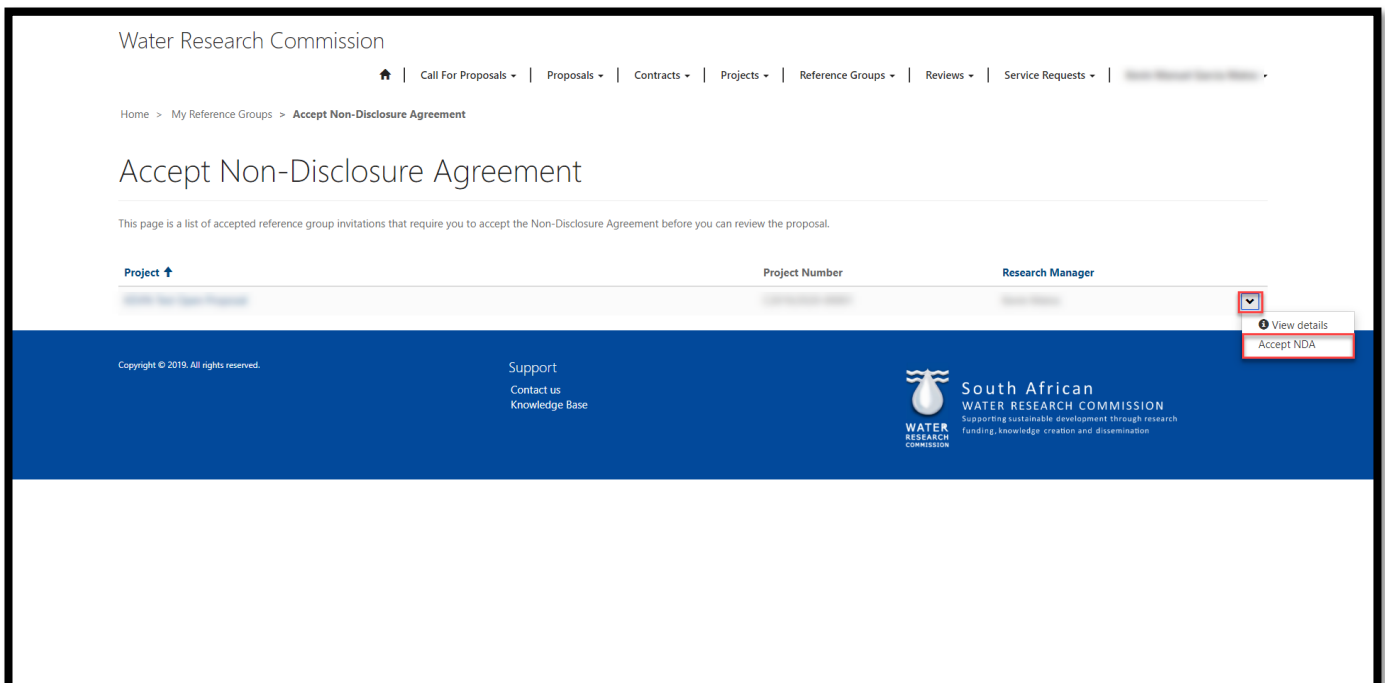 Water Research Commission
Call For Proposals | Proposals | Contracts | Projects | Reference Groups | Reviews | Service Requests |
Home > My Reference Groups > Accept Non-Disclosure Agreement
Accept Non-Disclosure Agreement
This page is a list of accepted reference group invitations that require you to accept the Non-Disclosure Agreement before you can review the proposal.
Project Project Number Research Manager
View details
Accept NDA
Copyright © 2019. All rights reserved.
Support
Contact us
Knowledge Base
WATER
RESEARCH
COMMISSION
South African
WATER RESEARCH COMMISSION
Supporting sustainable development through research
funding, knowledge creation and dissemination